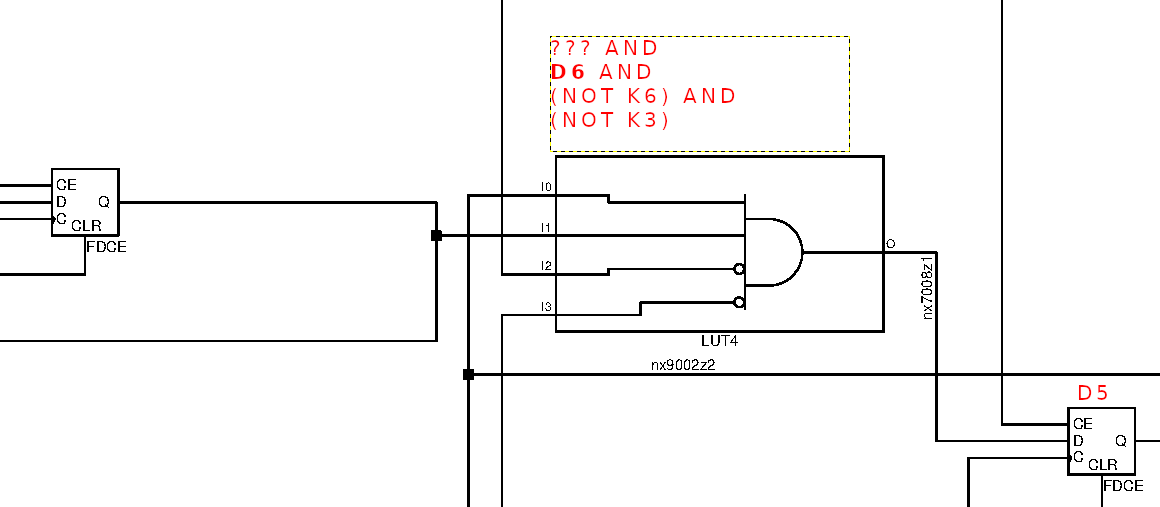 ??? AND
D6 AND
(NOT K6) AND
(NOT K3)
CE
D Q
C
CLR
FDCE
I0
I1
I2
I3
O
nx7008z1
LUT4
nx9002z2
D5
CE
D Q
C
CLR
FDCE